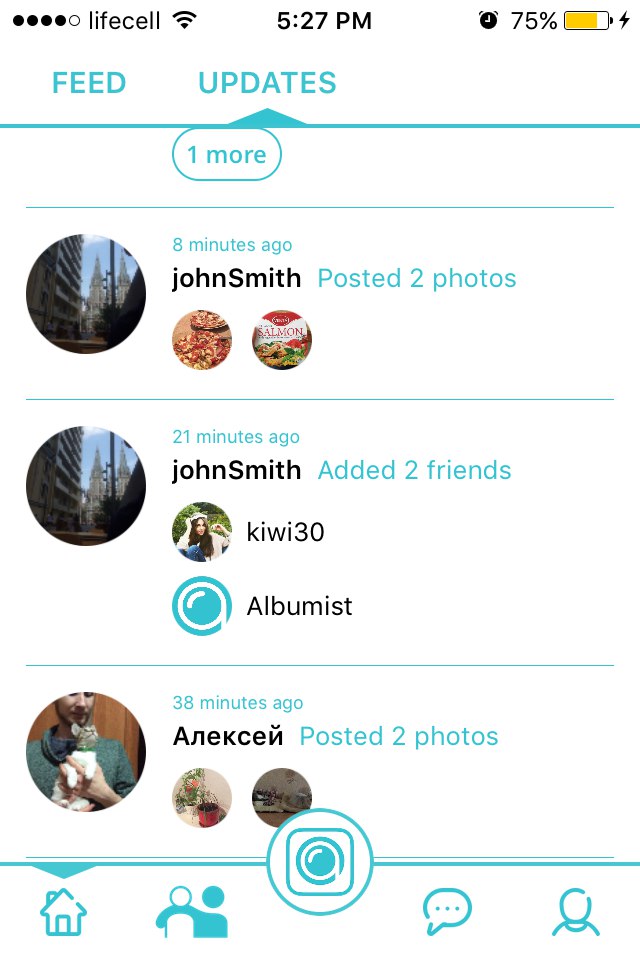 lifecell 5:27 PM 75%
FEED UPDATES
1 more
8 minutes ago
johnSmith Posted 2 photos
SALMON
21 minutes ago
johnSmith Added 2 friends
kiwi30
Albumist
38 minutes ago
Алексей Posted 2 photos